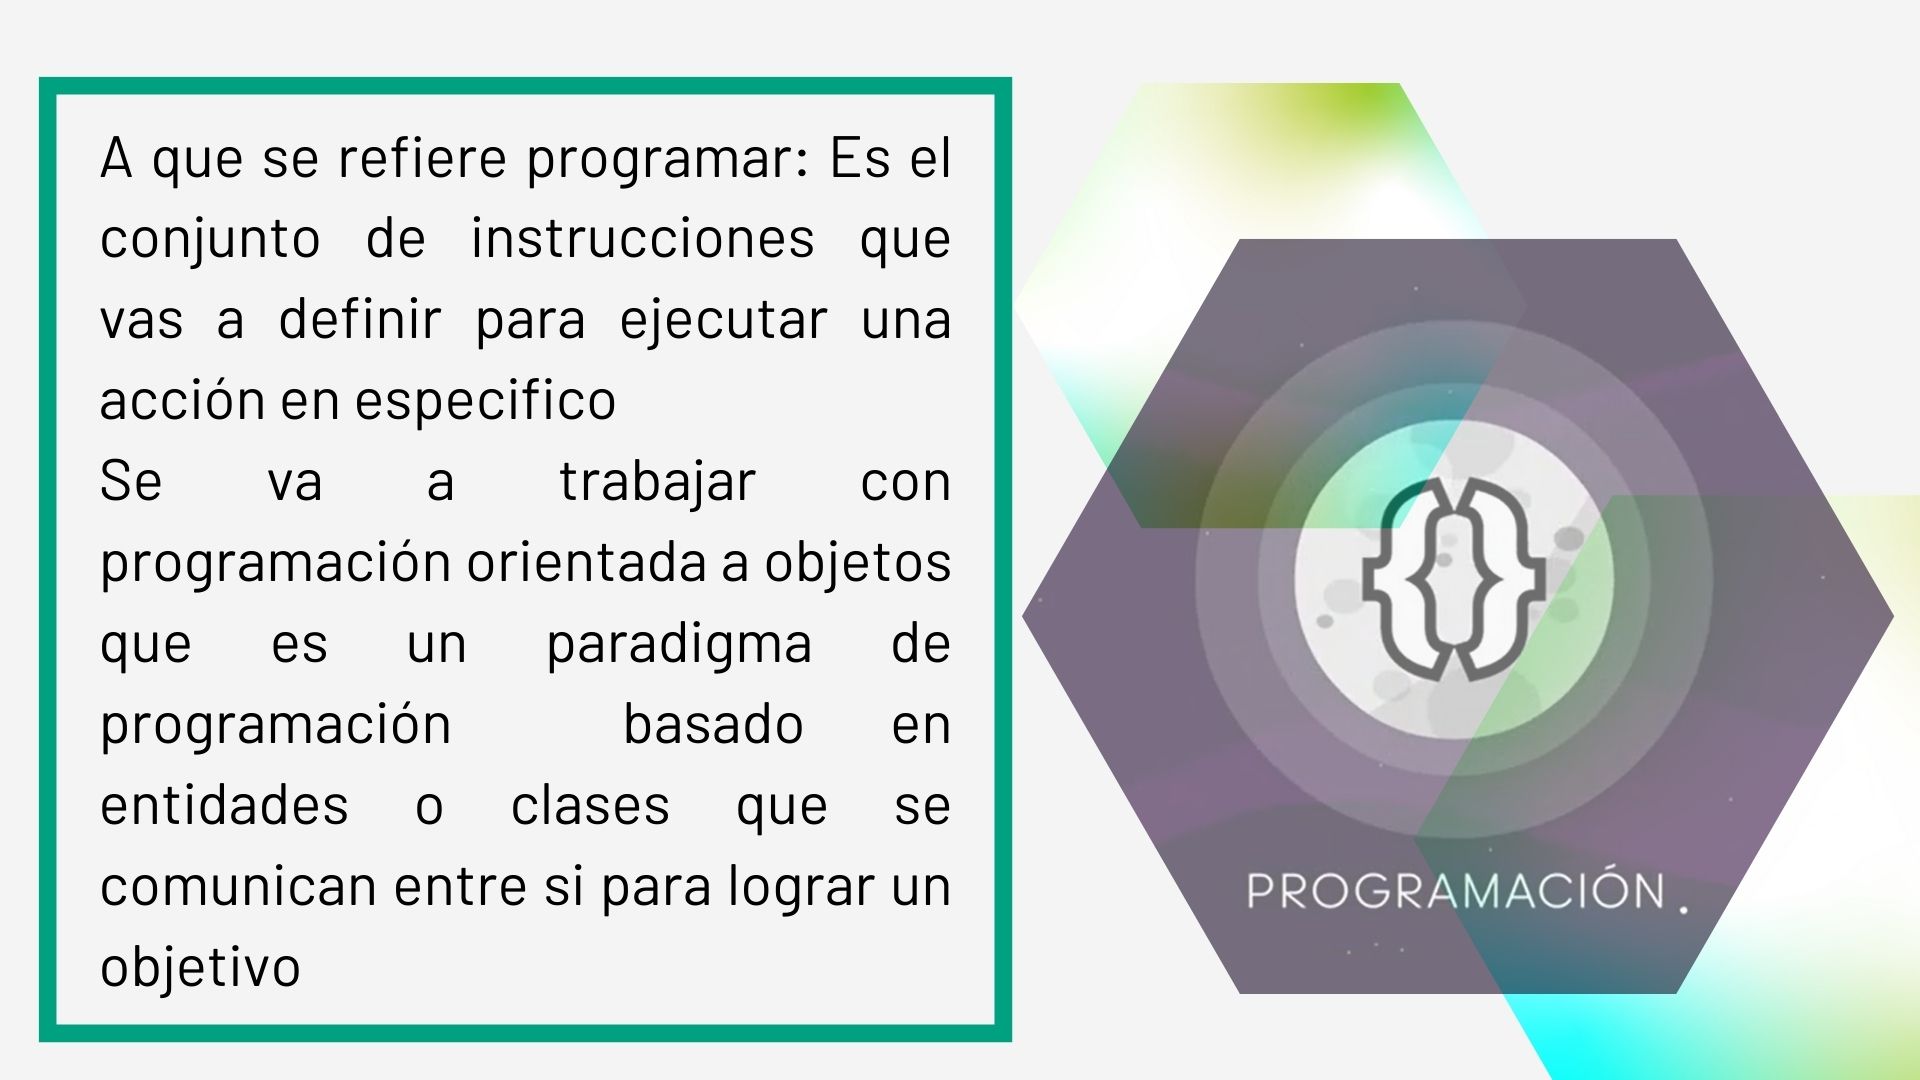 A que se refiere programar: Es el
conjunto de instrucciones que
vas a definir para ejecutar una
acción en especifico
Se va a trabajar con
programación orientada a objetos
que es un paradigma de
programación basado en
entidades o clases que se
comunican entre si para lograr un
objetivo
{}
PROGRAMACIÓN.